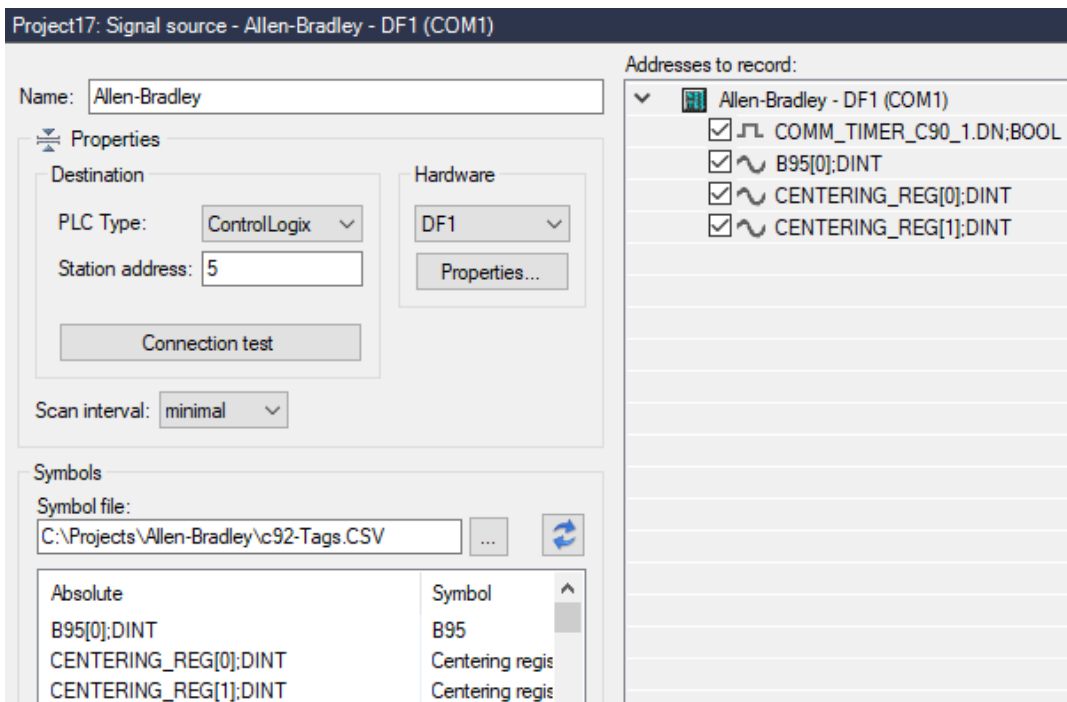 Project17: Signal source - Allen-Bradley - DF1 (COM1)
Name: Allen-Bradley
Properties
Destination
PLC Type: ControlLogix
Station address: 5
Connection test
Hardware
DF1
Properties...
Scan interval: minimal
Symbols
Symbol file:
C:\Projects\Allen-Bradley\c92-Tags.CSV
...
Absolute Symbol
B95[0];DINT B95
CENTERING_REG[0];DINT Centering regis
CENTERING_REG[1];DINT Centering regis
Addresses to record:
Allen-Bradley - DF1 (COM1)
COMM_TIMER_C90_1.DN;BOOL
B95[0];DINT
CENTERING_REG[0];DINT
CENTERING_REG[1];DINT